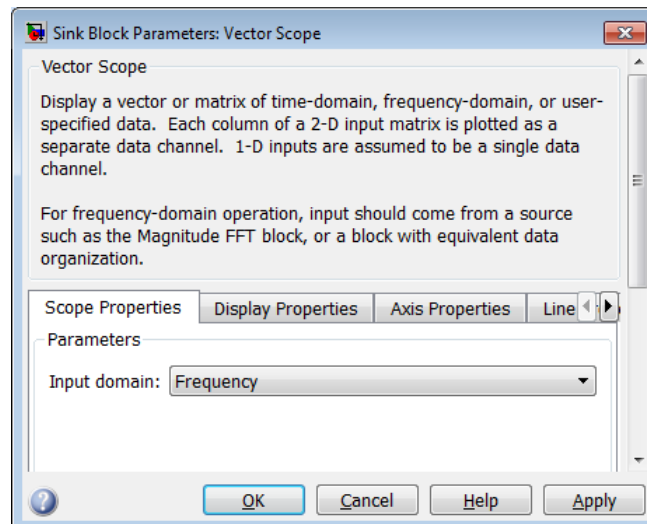 Sink Block Parameters: Vector Scope
Vector Scope
Display a vector or matrix of time-domain, frequency-domain, or user-
specified data. Each column of a 2-D input matrix is plotted as a
separate data channel. 1-D inputs are assumed to be a single data
channel.
For frequency-domain operation, input should come from a source
such as the Magnitude FFT block, or a block with equivalent data
organization.
Scope Properties Display Properties Axis Properties Line
Parameters
Input domain: Frequency
OK Cancel Help Apply